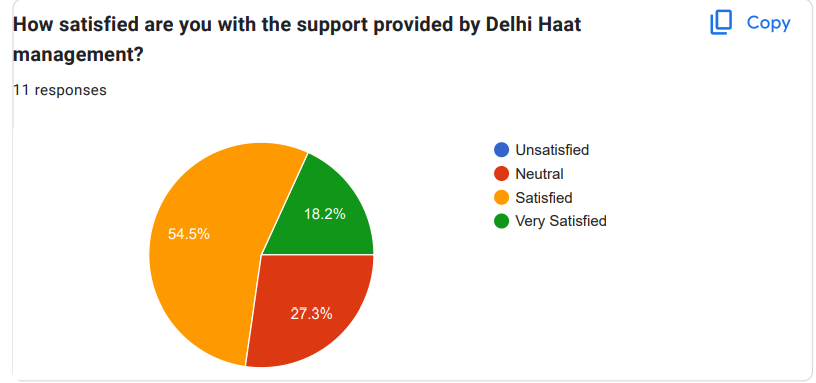 How satisfied are you with the support provided by Delhi Haat
management?
Copy
11 responses
54.5%
18.2%
27.3%
Unsatisfied
Neutral
Satisfied
Very Satisfied